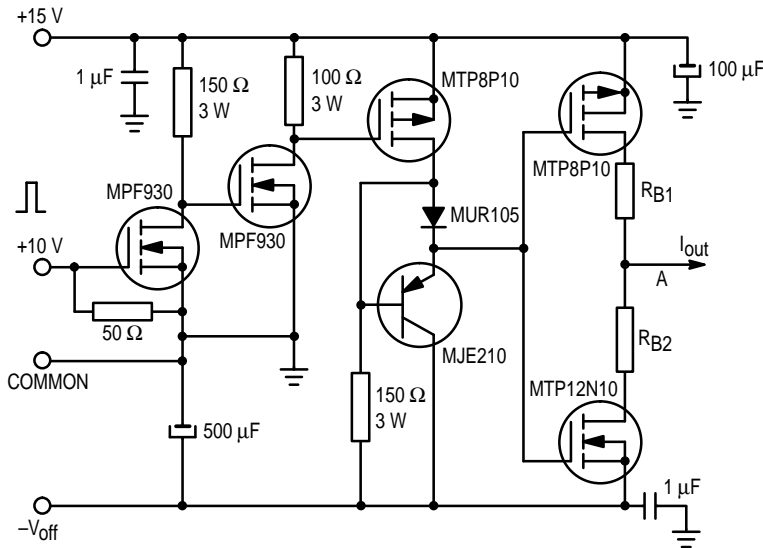 +15 V
1 μF
150 Ω
3 W
100 Ω
3 W
MTP8P10
100 μF
MTP8P10
MPF930
MPF930
MUR105
RB1
+10 V
Iout
A
50 Ω
MJE210
RB2
COMMON
MTP12N10
150 Ω
3 W
500 μF
1 μF
–Voff